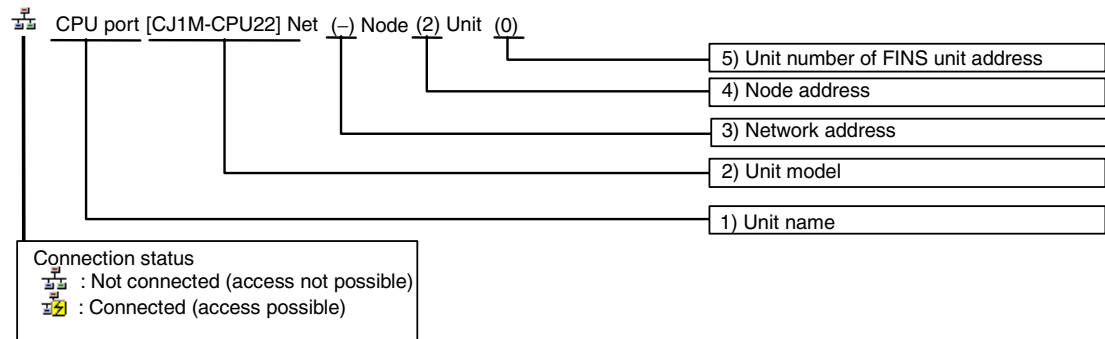 CPU port [CJ1M-CPU22] Net (–) Node (2) Unit (0)
5) Unit number of FINS unit address
4) Node address
3) Network address
2) Unit model
1) Unit name
Connection status
: Not connected (access not possible)
: Connected (access possible)